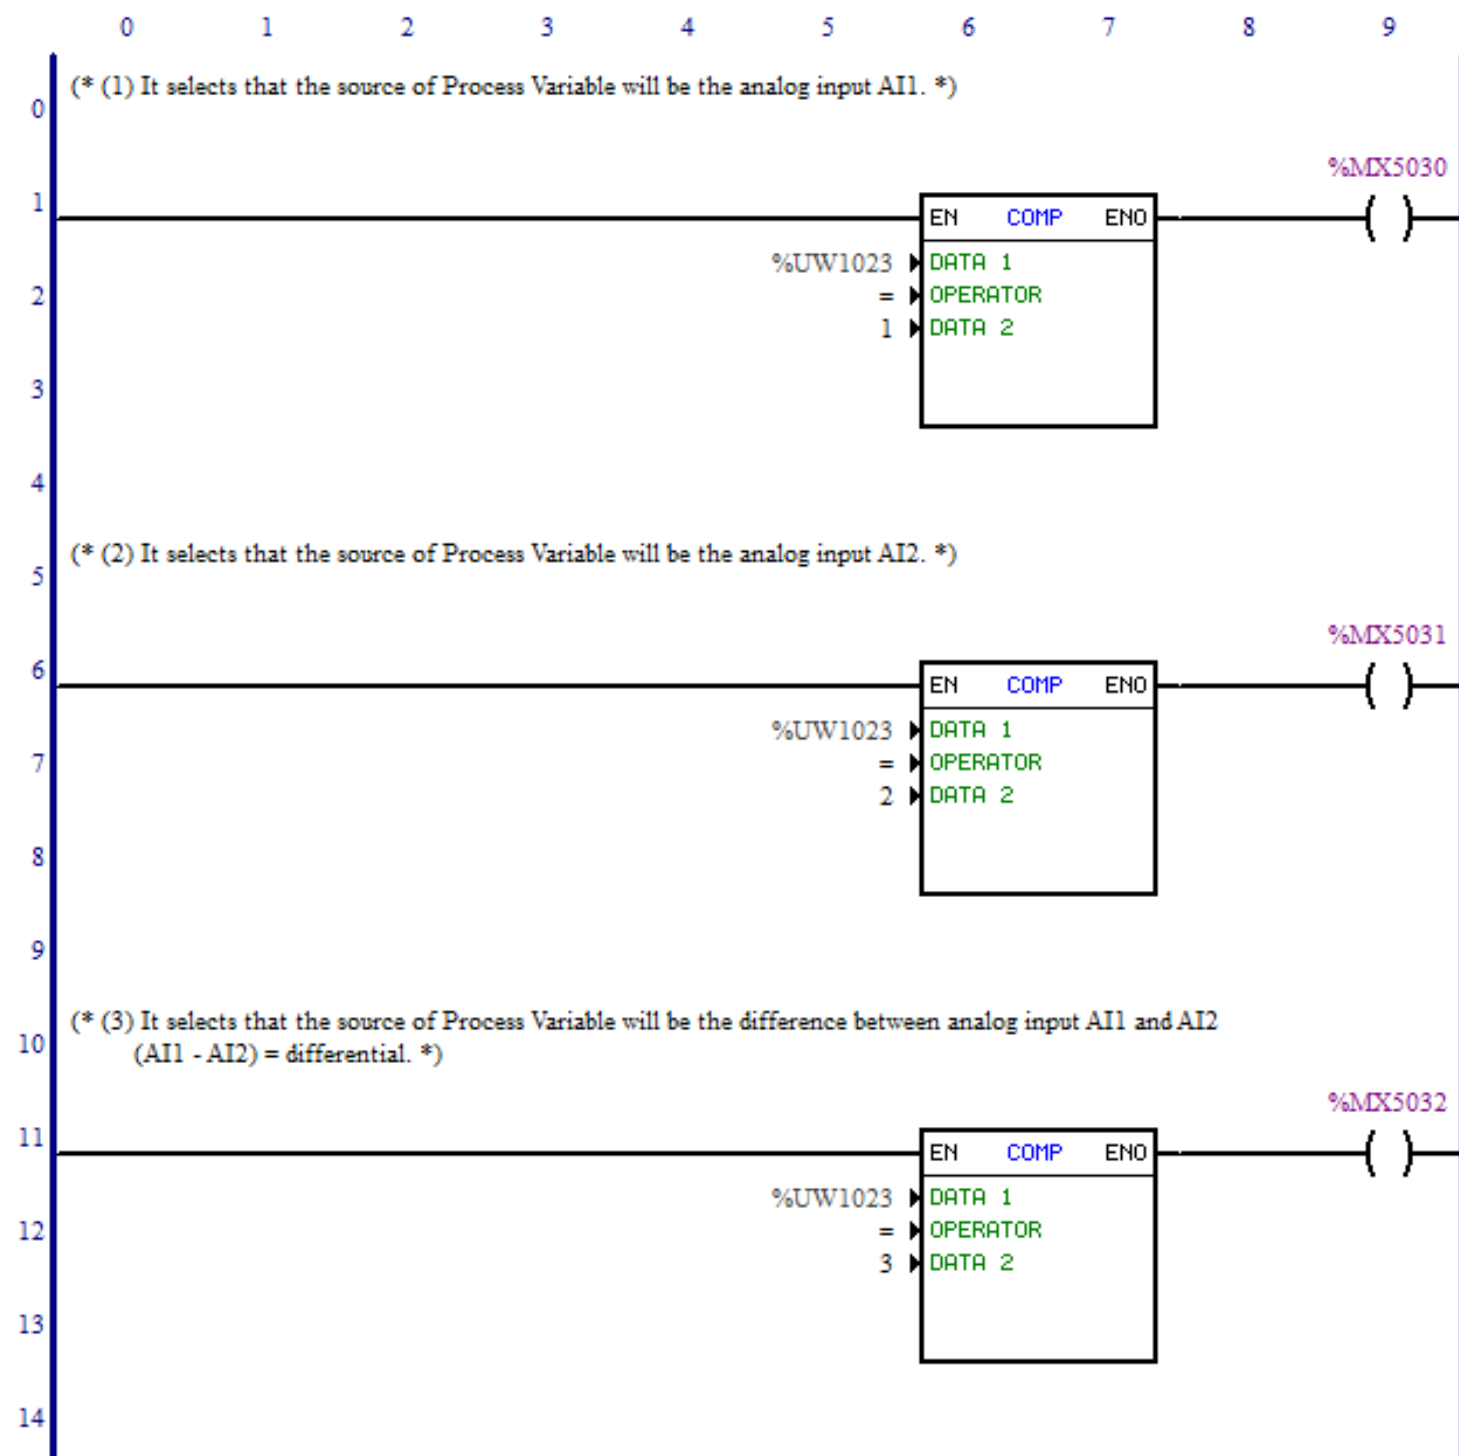 0 1 2 3 4 5 6 7 8 9
(* (1) It selects that the source of Process Variable will be the analog input AI1. *)
0
%MX5030
1
EN COMP ENO
%UW1023 DATA 1
2
= OPERATOR
1 DATA 2
3
4
(* (2) It selects that the source of Process Variable will be the analog input AI2. *)
5
%MX5031
6
EN COMP ENO
%UW1023 DATA 1
7
= OPERATOR
2 DATA 2
8
9
(* (3) It selects that the source of Process Variable will be the difference between analog input AI1 and AI2
10
(AI1 - AI2) = differential. *)
%MX5032
11
EN COMP ENO
%UW1023 DATA 1
12
= OPERATOR
3 DATA 2
13
14